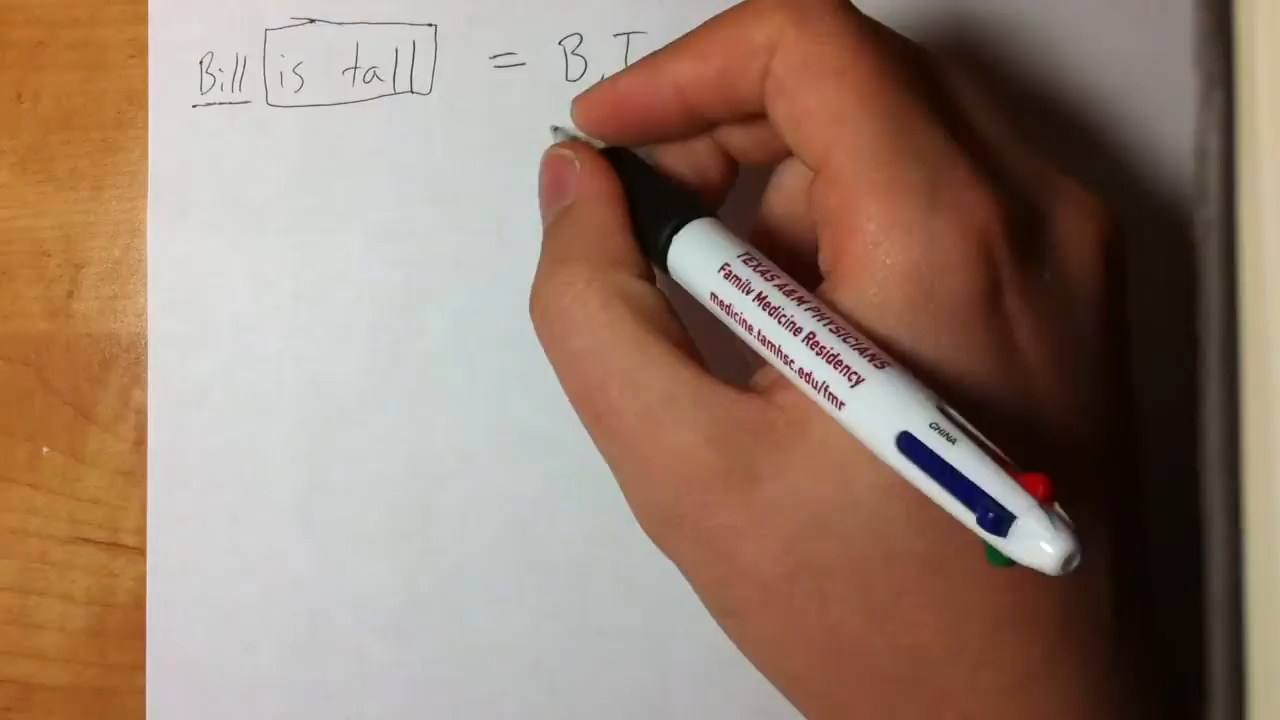 Bill is tall = B, T
TEXAS A&M PHYSICIANS
Family Medicine Residency
medicine.tamhsc.edu/fmr
CHINA